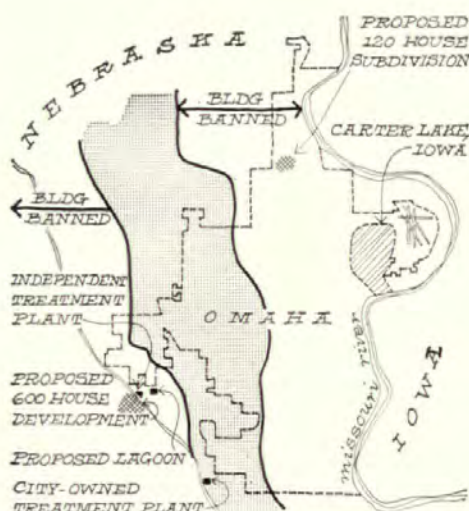 NEBRASKA
PROPOSED
120 HOUSE
SUBDIVISION
BLDG
BANNED
CARTER LAKE,
IOWA
BLDG
BANNED
INDEPENDENT
TREATMENT
PLANT
OMAHA
PROPOSED
600 HOUSE
DEVELOPMENT
missouri river
IOWA
PROPOSED LAGOON
CITY-OWNED
TREATMENT PLANT